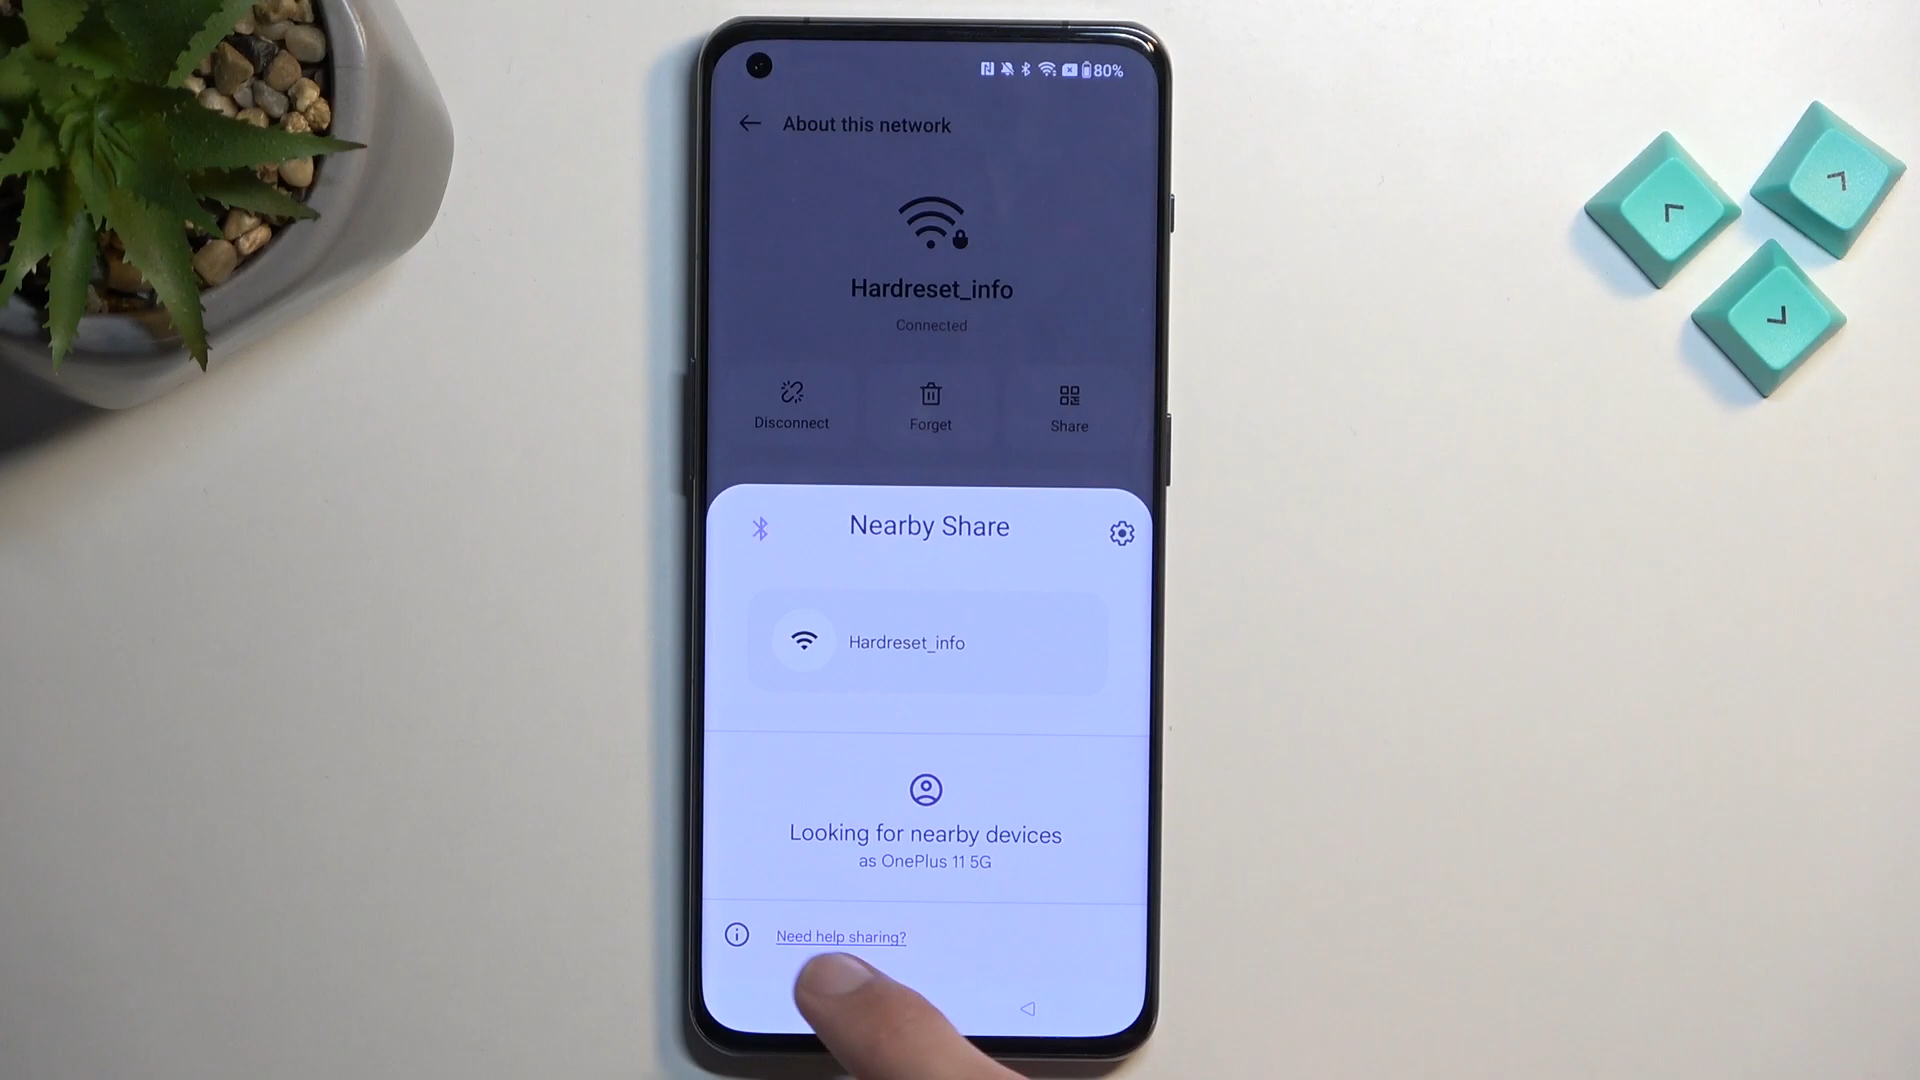 80%
About this network
Hardreset_info
Connected
Disconnect
Forget
Share
Nearby Share
Hardreset_info
Looking for nearby devices
as OnePlus 11 5G
Need help sharing?